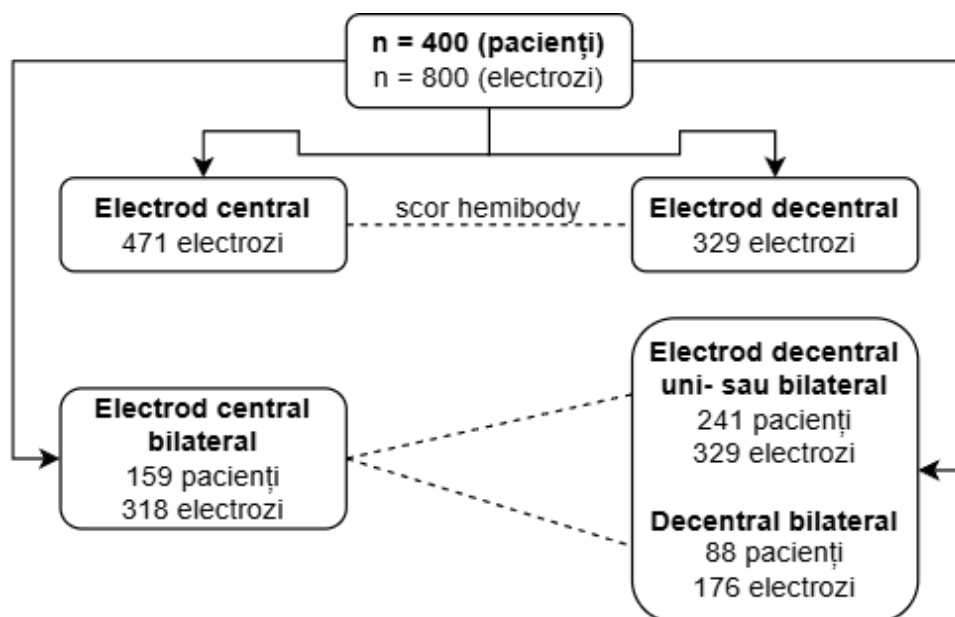 n = 400 (pacienți)
n = 800 (electrozi)
Electrod central
471 electrozi
scor hemibody
Electrod decentral
329 electrozi
Electrod central
bilateral
159 pacienți
318 electrozi
Electrod decentral
uni- sau bilateral
241 pacienți
329 electrozi
Decentral bilateral
88 pacienți
176 electrozi